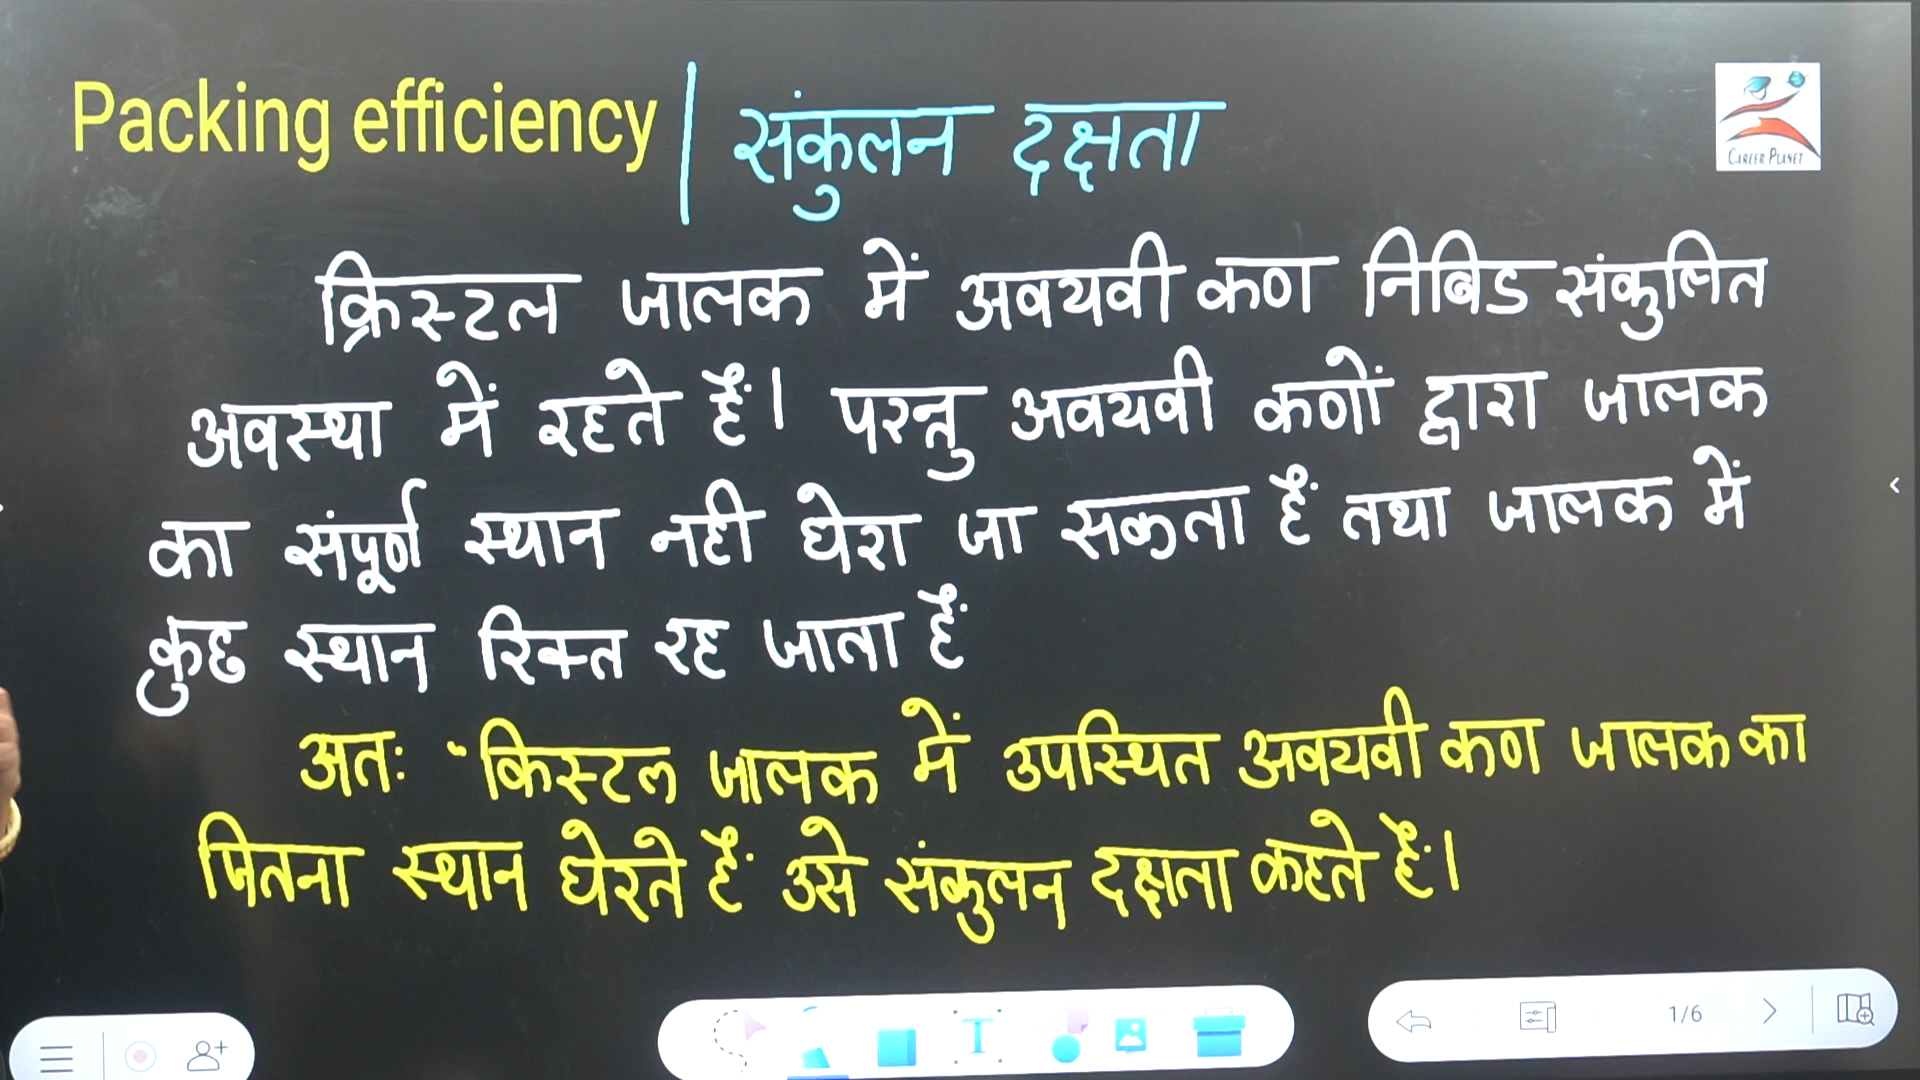 Packing efficiency | संकुलन दक्षता
CAREER PLANET
क्रिस्टल जालक में अवयवी कण निबिड संकुलित
अवस्था में रहते हैं। परन्तु अवयवी कणों द्वारा जालक
का संपूर्ण स्थान नही घेरा जा सकता हैं तथा जालक में
कुछ स्थान रिक्त रह जाता हैं
अतः "किस्टल जालक में उपस्थित अवयवी कण जालक का
जितना स्थान घेरते हैं उसे संकुलन दक्षता कहते हैं।
T
1/6